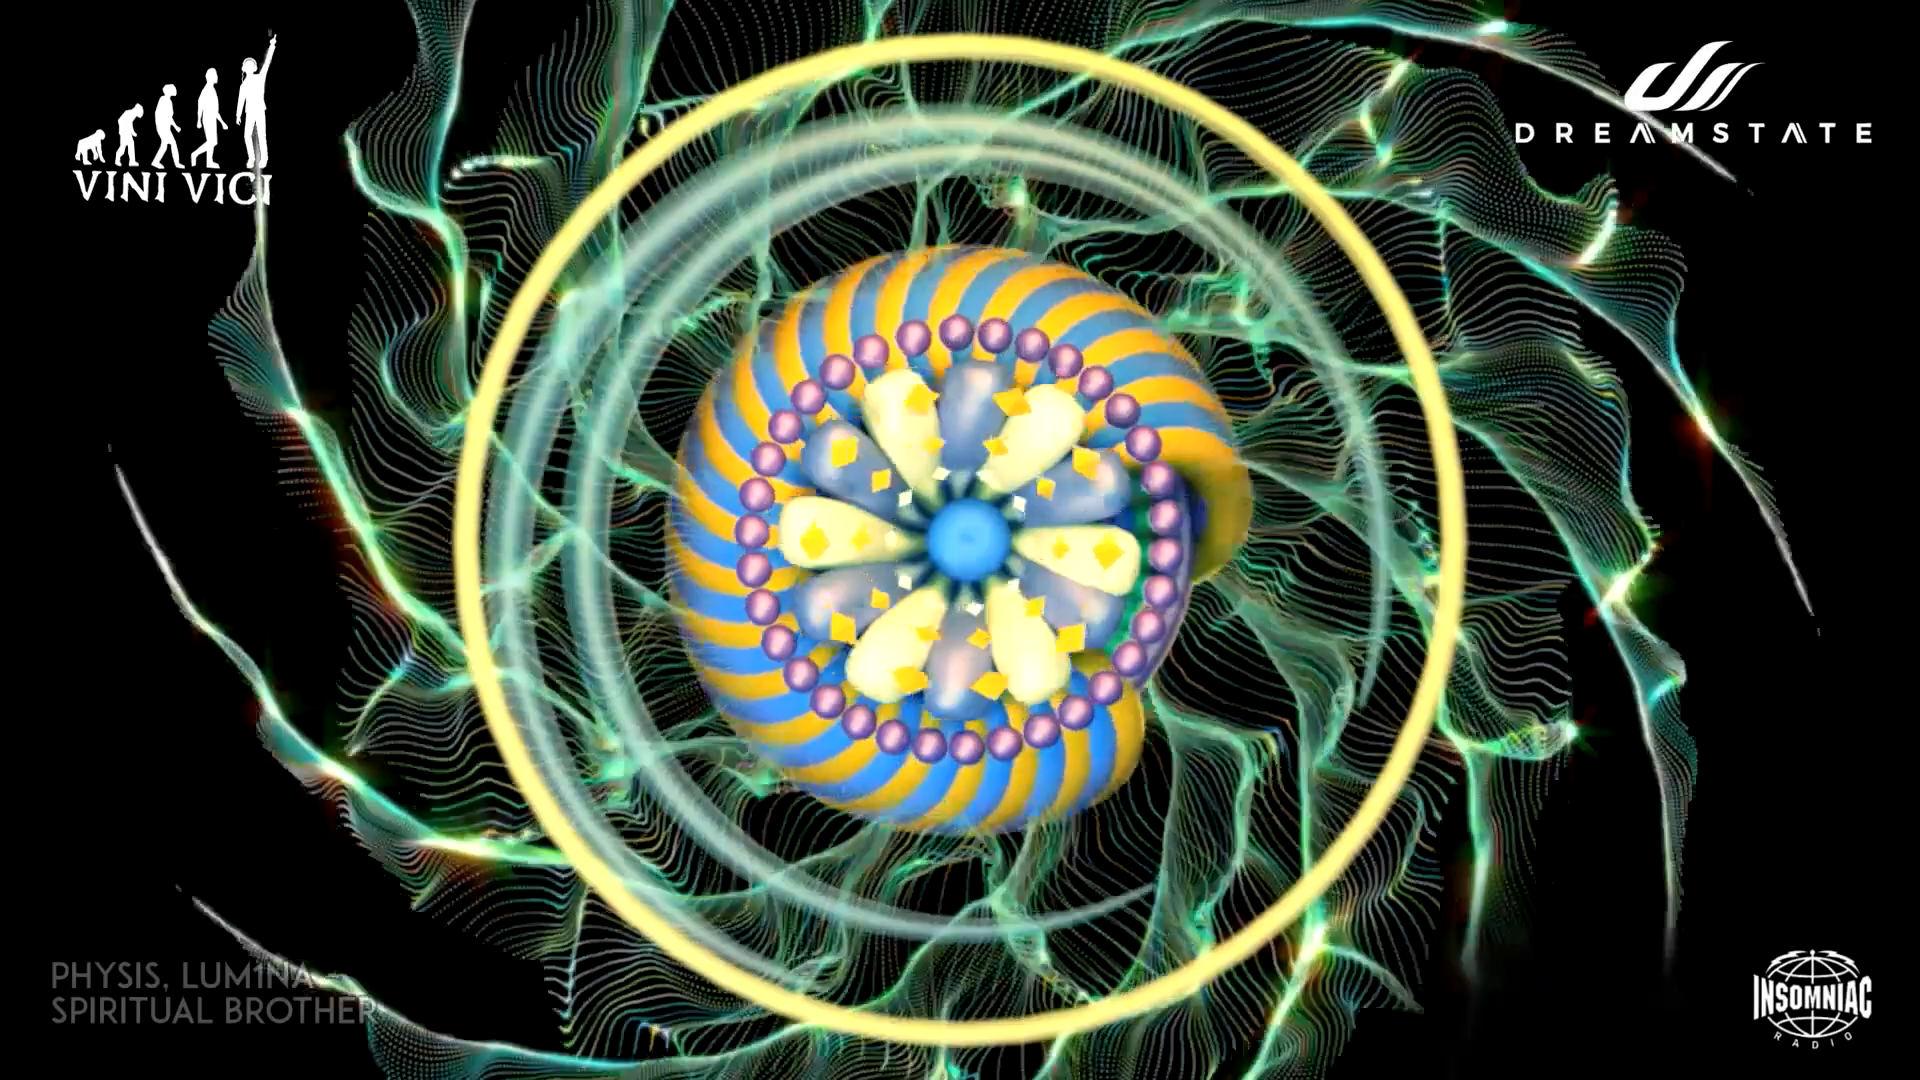 VINI VICI
DREAMSTATE
PHYSIS, LUM1NA -
SPIRITUAL BROTHER
INSOMNIAC
RADIO